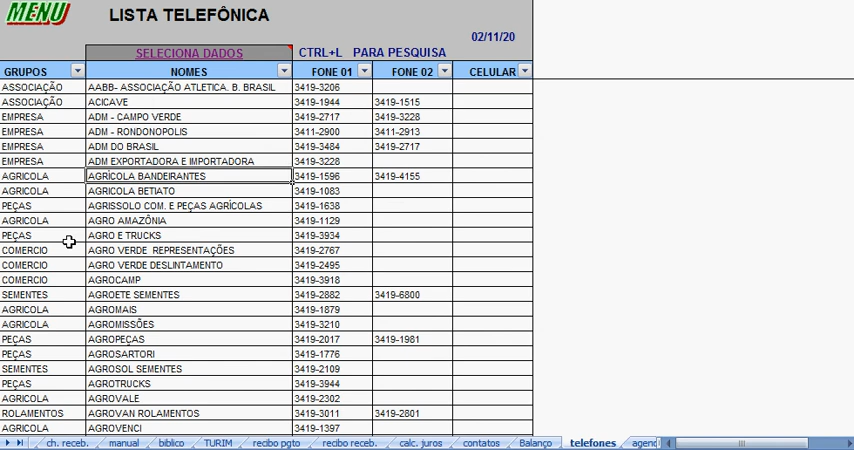 MENU LISTA TELEFÔNICA
02/11/20
SELECIONA DADOS CTRL+L PARA PESQUISA
GRUPOS NOMES FONE 01 FONE 02 CELULAR
ASSOCIAÇÃO AABB- ASSOCIAÇÃO ATLETICA. B. BRASIL 3419-3206
ASSOCIAÇÃO ACICAVE 3419-1944 3419-1515
EMPRESA ADM - CAMPO VERDE 3419-2717 3419-3228
EMPRESA ADM - RONDONOPOLIS 3411-2900 3411-2913
EMPRESA ADM DO BRASIL 3419-3484 3419-2717
EMPRESA ADM EXPORTADORA E IMPORTADORA 3419-3228
AGRICOLA AGRÍCOLA BANDEIRANTES 3419-1596 3419-4155
AGRICOLA AGRICOLA BETIATO 3419-1083
PEÇAS AGRISSOLO COM. E PEÇAS AGRÍCOLAS 3419-1638
AGRICOLA AGRO AMAZÔNIA 3419-1129
PEÇAS AGRO E TRUCKS 3419-3934
COMERCIO AGRO VERDE REPRESENTAÇÕES 3419-2767
COMERCIO AGRO VERDE DESLINTAMENTO 3419-2495
COMERCIO AGROCAMP 3419-3918
SEMENTES AGROETE SEMENTES 3419-2882 3419-6800
AGRICOLA AGROMAIS 3419-1879
AGRICOLA AGROMISSÕES 3419-3210
PEÇAS AGROPEÇAS 3419-2017 3419-1981
PEÇAS AGROSARTORI 3419-1776
SEMENTES AGROSOL SEMENTES 3419-2109
PEÇAS AGROTRUCKS 3419-3944
AGRICOLA AGROVALE 3419-2302
ROLAMENTOS AGROVAN ROLAMENTOS 3419-3011 3419-2801
AGRICOLA AGROVENCI 3419-1397
ch. receb. manual biblico TURIM recibo pgto recibo receb. calc. juros contatos Balanço telefones agend